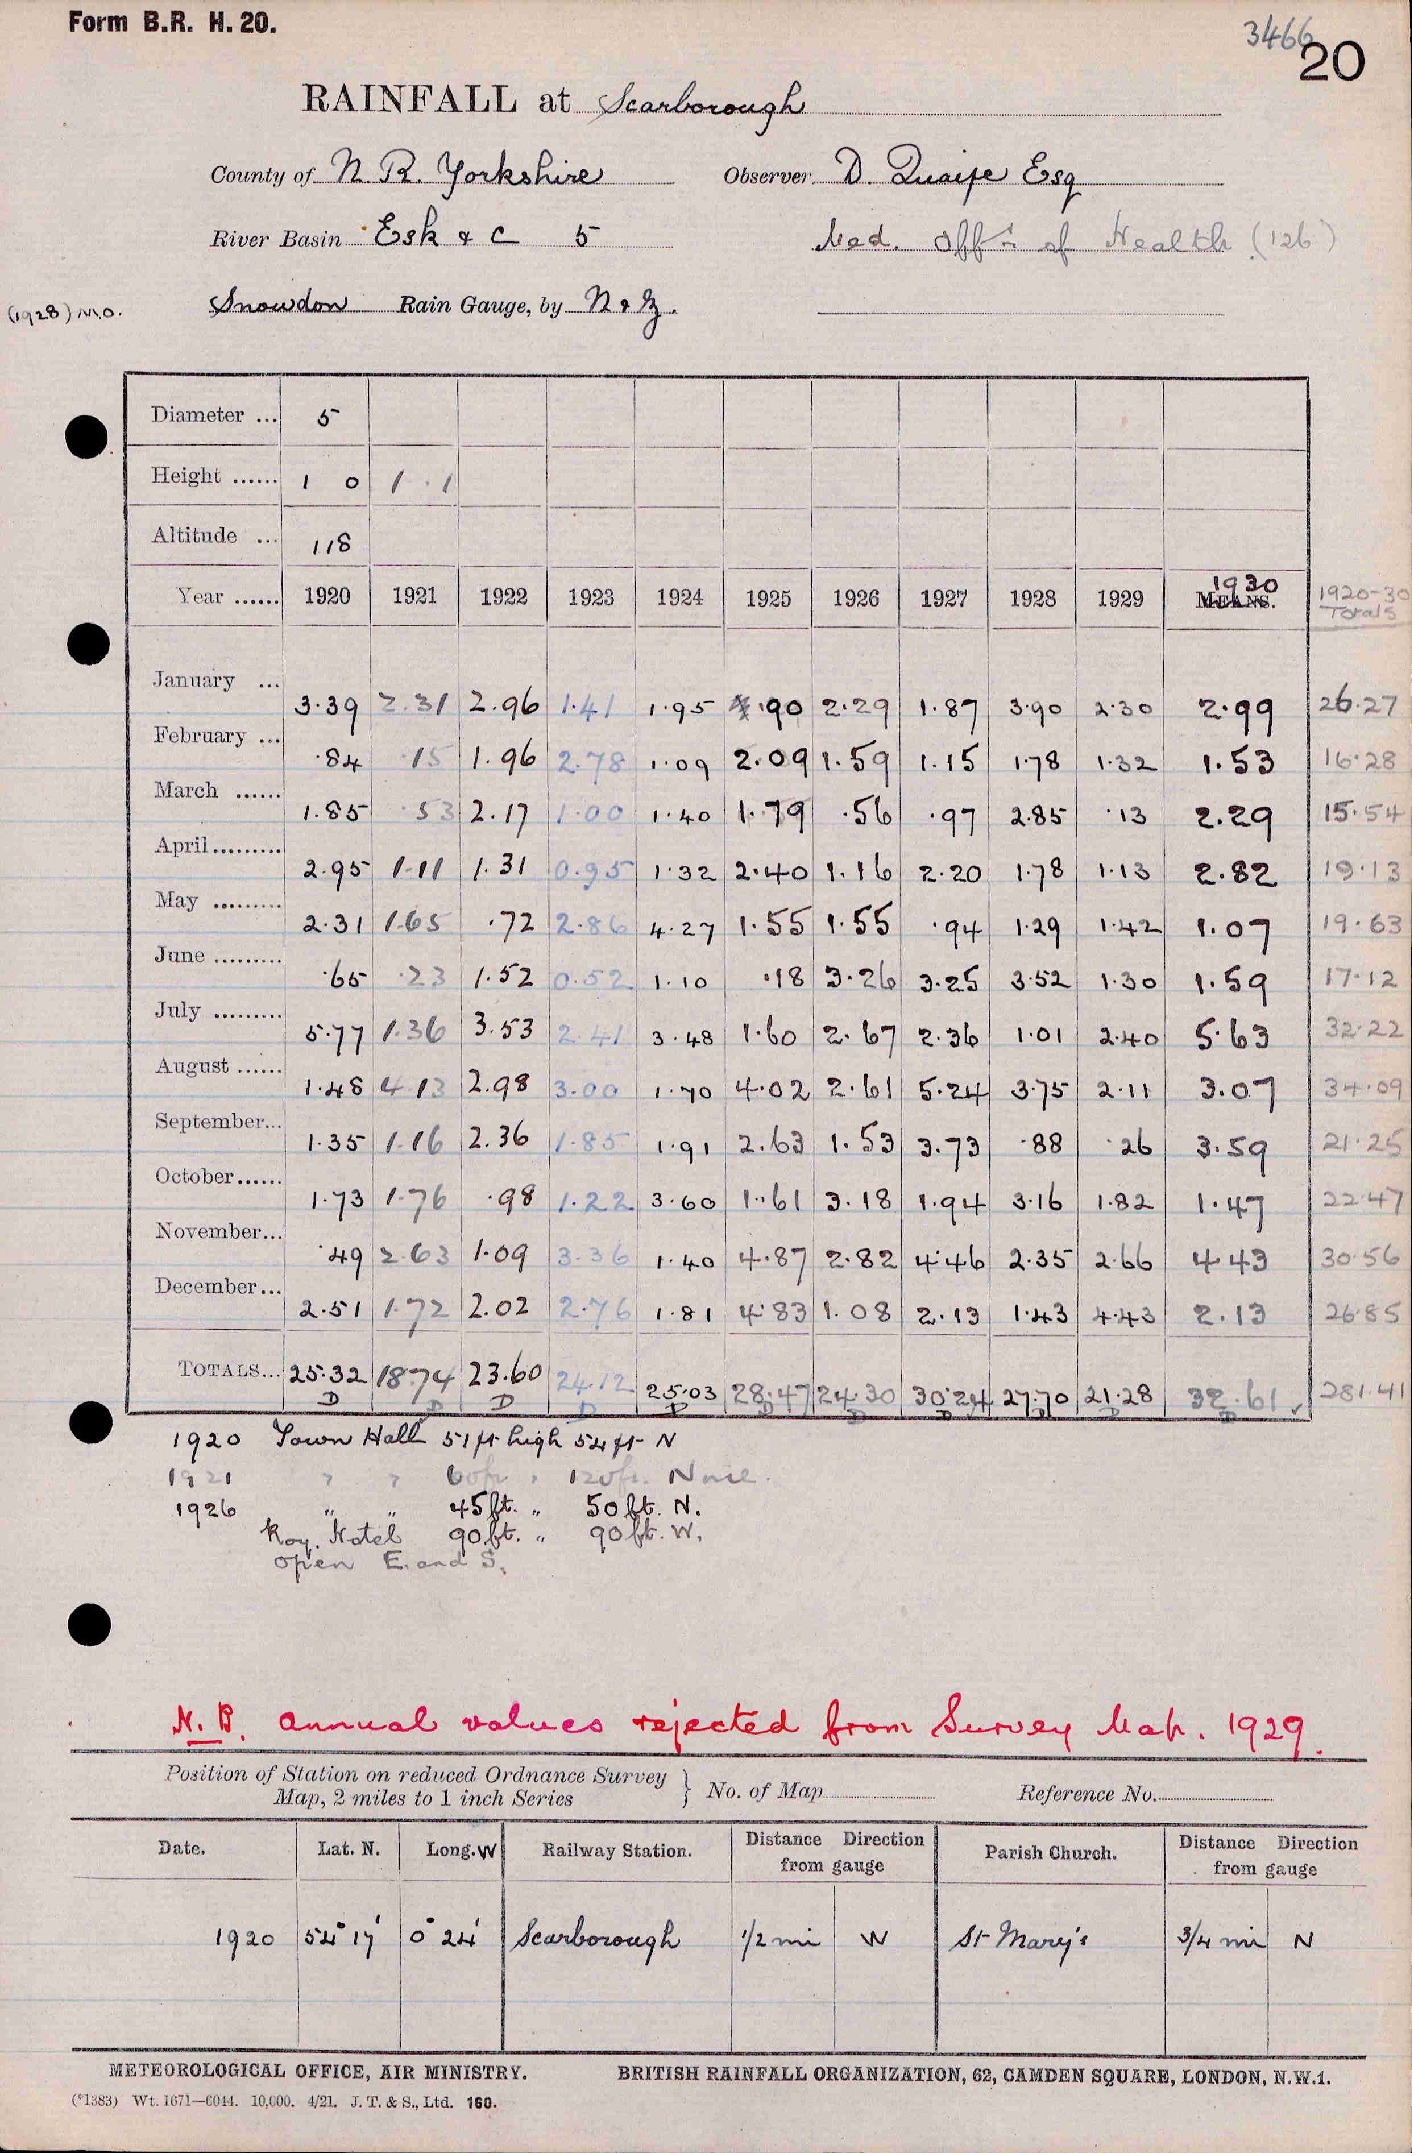 Form B.R. H. 20.
3466
20
RAINFALL at Scarborough
County of N. R. Yorkshire Observer D. Quaife Esq
River Basin Esk & C 5 Med. Offr of Health (126)
(1928) M.O. Snowdon Rain Gauge, by N & Z.
Diameter ... 5
Height ...... 1 0 1 . 1
Altitude ... 118
Year ...... 1920 1921 1922 1923 1924 1925 1926 1927 1928 1929 MEANS. 1930 1920-30 Totals
January ... 3.39 2.31 2.96 1.41 1.95 .90 2.29 1.87 3.90 2.30 2.99 26.27
February ... .84 .15 1.96 2.78 1.09 2.09 1.59 1.15 1.78 1.32 1.53 16.28
March ...... 1.85 .53 2.17 1.00 1.40 1.79 .56 .97 2.85 .13 2.29 15.54
April......... 2.95 1.11 1.31 0.95 1.32 2.40 1.16 2.20 1.78 1.13 2.82 19.13
May ......... 2.31 1.65 .72 2.86 4.27 1.55 1.55 .94 1.29 1.42 1.07 19.63
June ......... .65 .23 1.52 0.52 1.10 .18 3.26 3.25 3.52 1.30 1.59 17.12
July ......... 5.77 1.36 3.53 2.41 3.48 1.60 2.67 2.36 1.01 2.40 5.63 32.22
August ...... 1.48 4.13 2.98 3.00 1.70 4.02 2.61 5.24 3.75 2.11 3.07 34.09
September... 1.35 1.16 2.36 1.85 1.91 2.63 1.53 3.73 .88 .26 3.59 21.25
October...... 1.73 1.76 .98 1.22 3.60 1.61 3.18 1.94 3.16 1.82 1.47 22.47
November... .49 2.63 1.09 3.36 1.40 4.87 2.82 4.46 2.35 2.66 4.43 30.56
December... 2.51 1.72 2.02 2.76 1.81 4.83 1.08 2.13 1.43 4.43 2.13 26.85
TOTALS... 25.32 18.74 23.60 24.12 25.03 28.47 24.30 30.24 27.70 21.28 32.61 ✓ 281.41
D D D D D D D D D D D
1920 Town Hall 51 ft high 54 ft N
1921 " " 60ft " 120ft.
1926 " " 45ft. " 50ft. N.
Roy. Hotel 90ft. " 90ft. W.
open E. and S.
N.B. Annual values rejected from Survey Map. 1929.
Position of Station on reduced Ordnance Survey
Map, 2 miles to 1 inch Series } No. of Map Reference No.
Date. Lat. N. Long. W Railway Station. Distance Direction from gauge Parish Church. Distance Direction from gauge
1920 54° 17' 0° 24' Scarborough 1/2 mi W St Mary's 3/4 mi N
METEOROLOGICAL OFFICE, AIR MINISTRY. BRITISH RAINFALL ORGANIZATION, 62, CAMDEN SQUARE, LONDON, N.W.1.
(*1383) Wt. 1671—6044. 10,000. 4/21. J. T. & S., Ltd. 160.